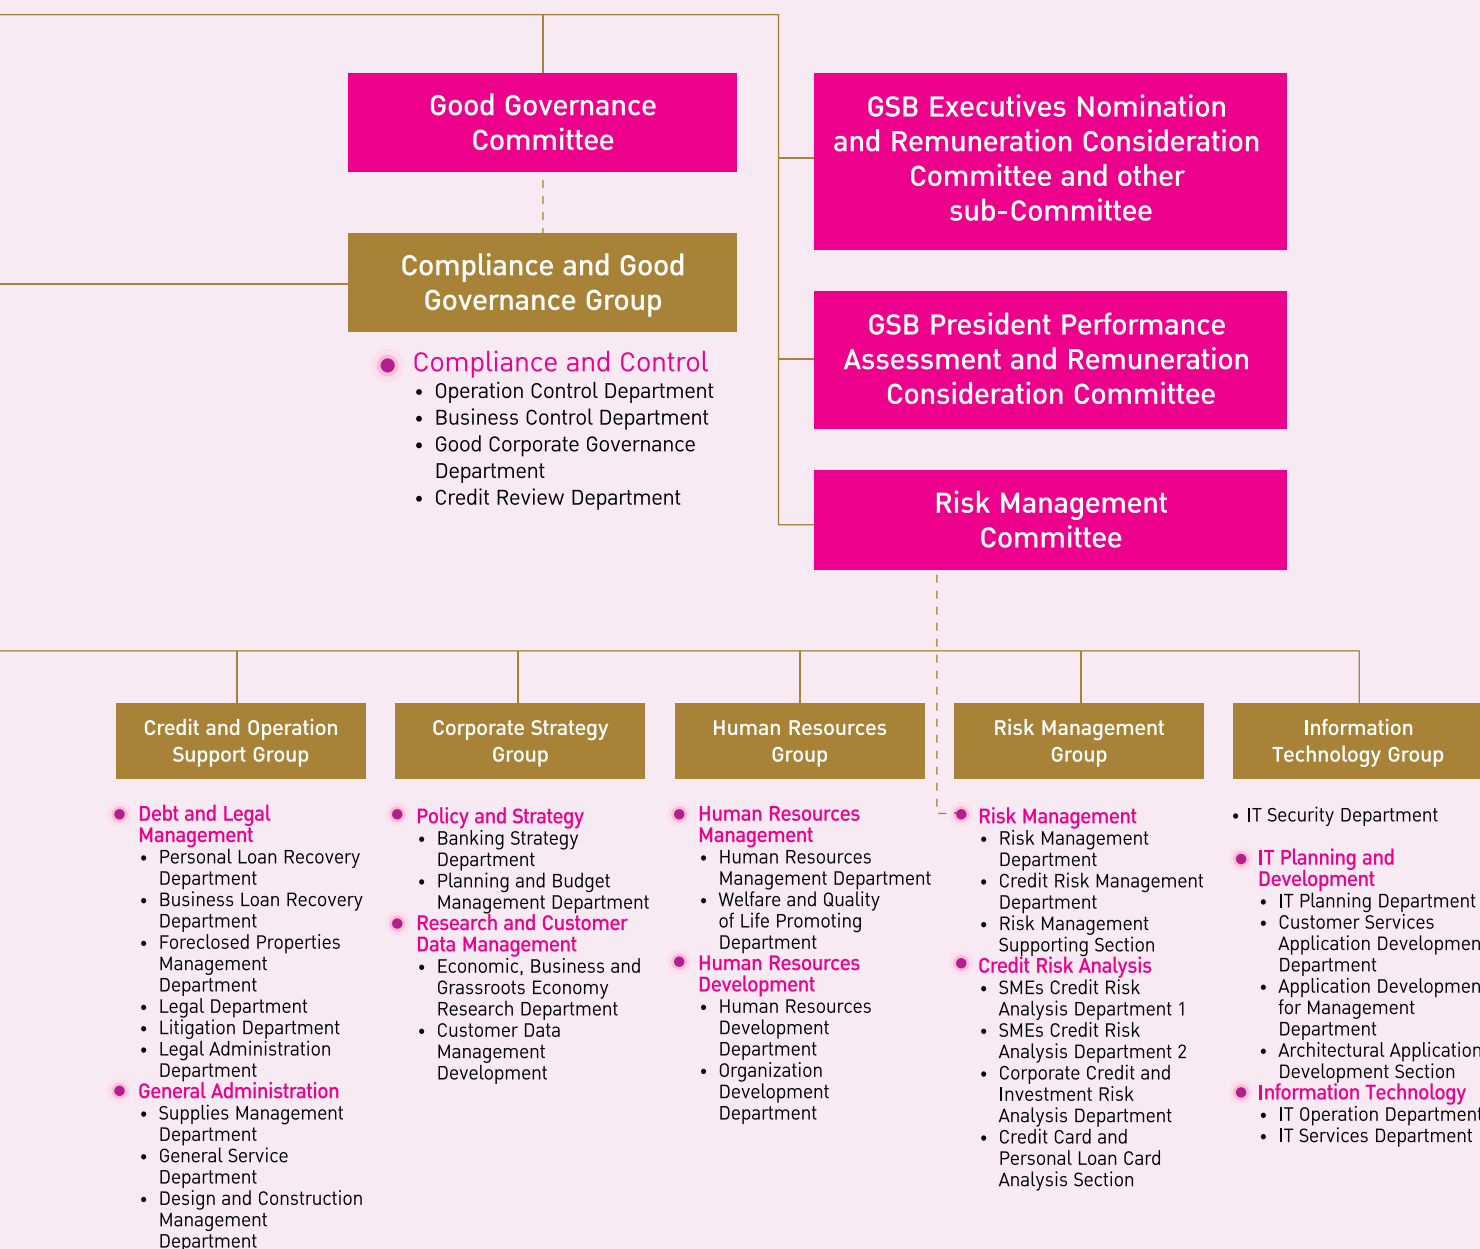 Good Governance
Committee
GSB Executives Nomination
and Remuneration Consideration
Committee and other
sub-Committee
Compliance and Good
Governance Group
• Compliance and Control
• Operation Control Department
• Business Control Department
• Good Corporate Governance
Department
• Credit Review Department
GSB President Performance
Assessment and Remuneration
Consideration Committee
Risk Management
Committee
Credit and Operation
Support Group
• Debt and Legal
Management
• Personal Loan Recovery
Department
• Business Loan Recovery
Department
• Foreclosed Properties
Management
Department
• Legal Department
• Litigation Department
• Legal Administration
Department
• General Administration
• Supplies Management
Department
• General Service
Department
• Design and Construction
Management
Department
Corporate Strategy
Group
• Policy and Strategy
• Banking Strategy
Department
• Planning and Budget
Management Department
• Research and Customer
Data Management
• Economic, Business and
Grassroots Economy
Research Department
• Customer Data
Management
Development
Human Resources
Group
• Human Resources
Management
• Human Resources
Management Department
• Welfare and Quality
of Life Promoting
Department
• Human Resources
Development
• Human Resources
Development
Department
• Organization
Development
Department
Risk Management
Group
• Risk Management
• Risk Management
Department
• Credit Risk Management
Department
• Risk Management
Supporting Section
• Credit Risk Analysis
• SMEs Credit Risk
Analysis Department 1
• SMEs Credit Risk
Analysis Department 2
• Corporate Credit and
Investment Risk
Analysis Department
• Credit Card and
Personal Loan Card
Analysis Section
Information
Technology Group
• IT Security Department
• IT Planning and
Development
• IT Planning Department
• Customer Services
Application Developmen
Department
• Application Developmen
for Management
Department
• Architectural Application
Development Section
• Information Technology
• IT Operation Department
• IT Services Department